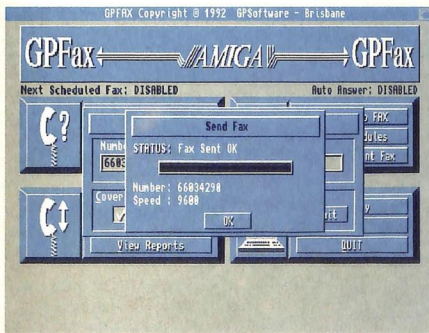 GPFAX Copyright © 1992 GPSoftware - Brisbane
GPFax AMIGA GPFax
Next Scheduled Fax: DISABLED Auto Answer: DISABLED
Send Fax
STATUS: Fax Sent OK
Number: 66034290
Speed : 9600
OK
Cover
View Reports
QUIT